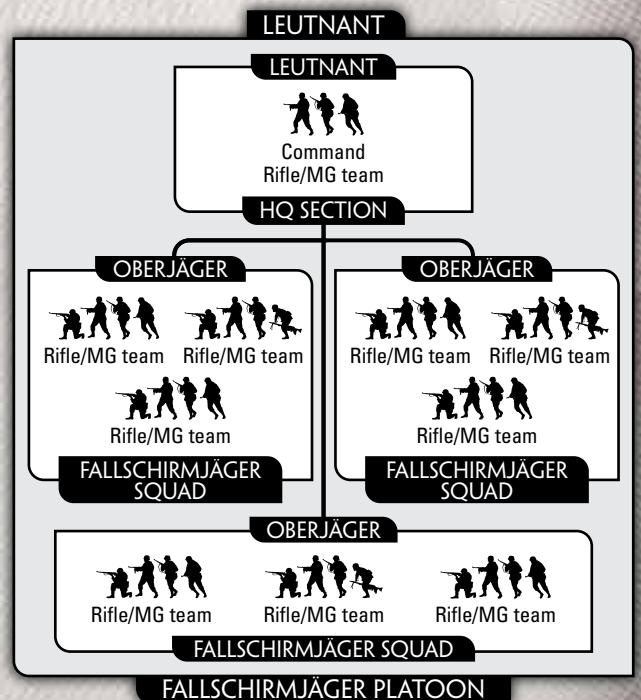 LEUTNANT
LEUTNANT
Command
Rifle/MG team
HQ SECTION
OBERJÄGER
Rifle/MG team Rifle/MG team
Rifle/MG team
FALLSCHIRMJÄGER
SQUAD
OBERJÄGER
Rifle/MG team Rifle/MG team
Rifle/MG team
FALLSCHIRMJÄGER
SQUAD
OBERJÄGER
Rifle/MG team Rifle/MG team Rifle/MG team
FALLSCHIRMJÄGER SQUAD
FALLSCHIRMJÄGER PLATOON